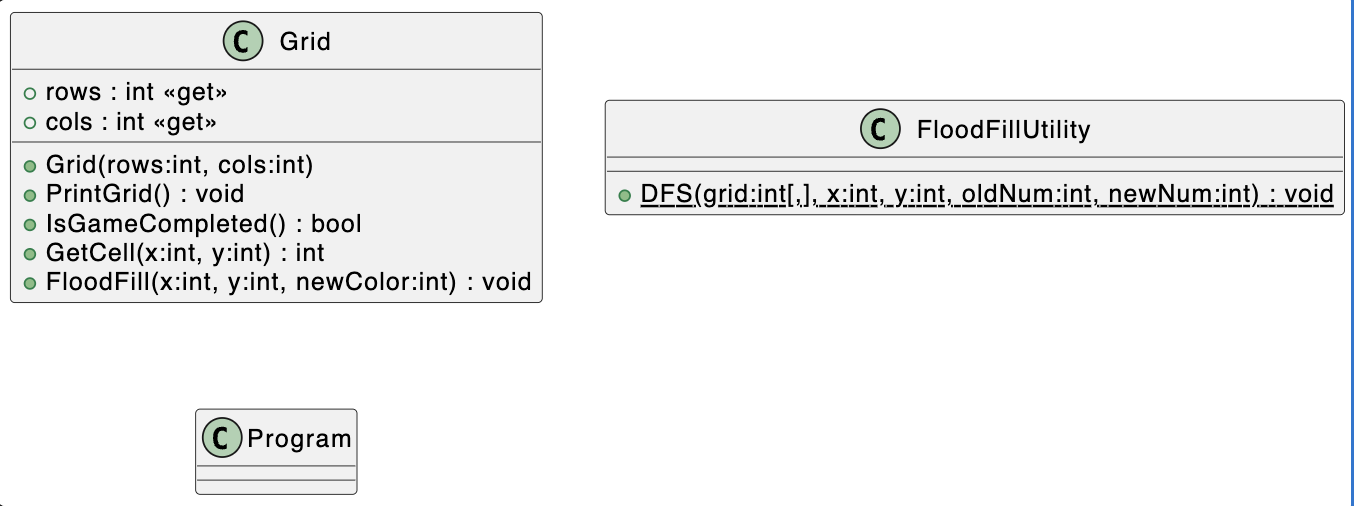 C Grid
rows : int «get»
cols : int «get»
Grid(rows:int, cols:int)
PrintGrid() : void
IsGameCompleted() : bool
GetCell(x:int, y:int) : int
FloodFill(x:int, y:int, newColor:int) : void
C FloodFillUtility
DFS(grid:int[,], x:int, y:int, oldNum:int, newNum:int) : void
C Program